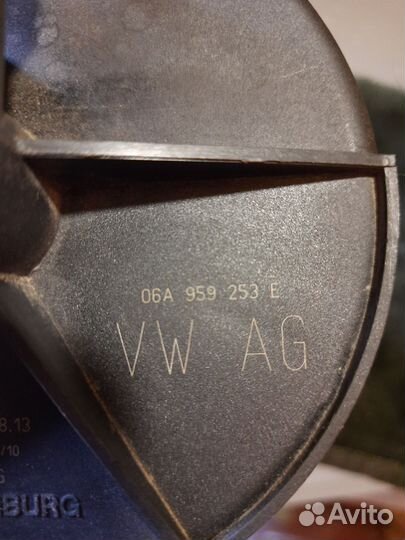 06A 959 253 E
VW AG
8.13
/10
BURG
Avito